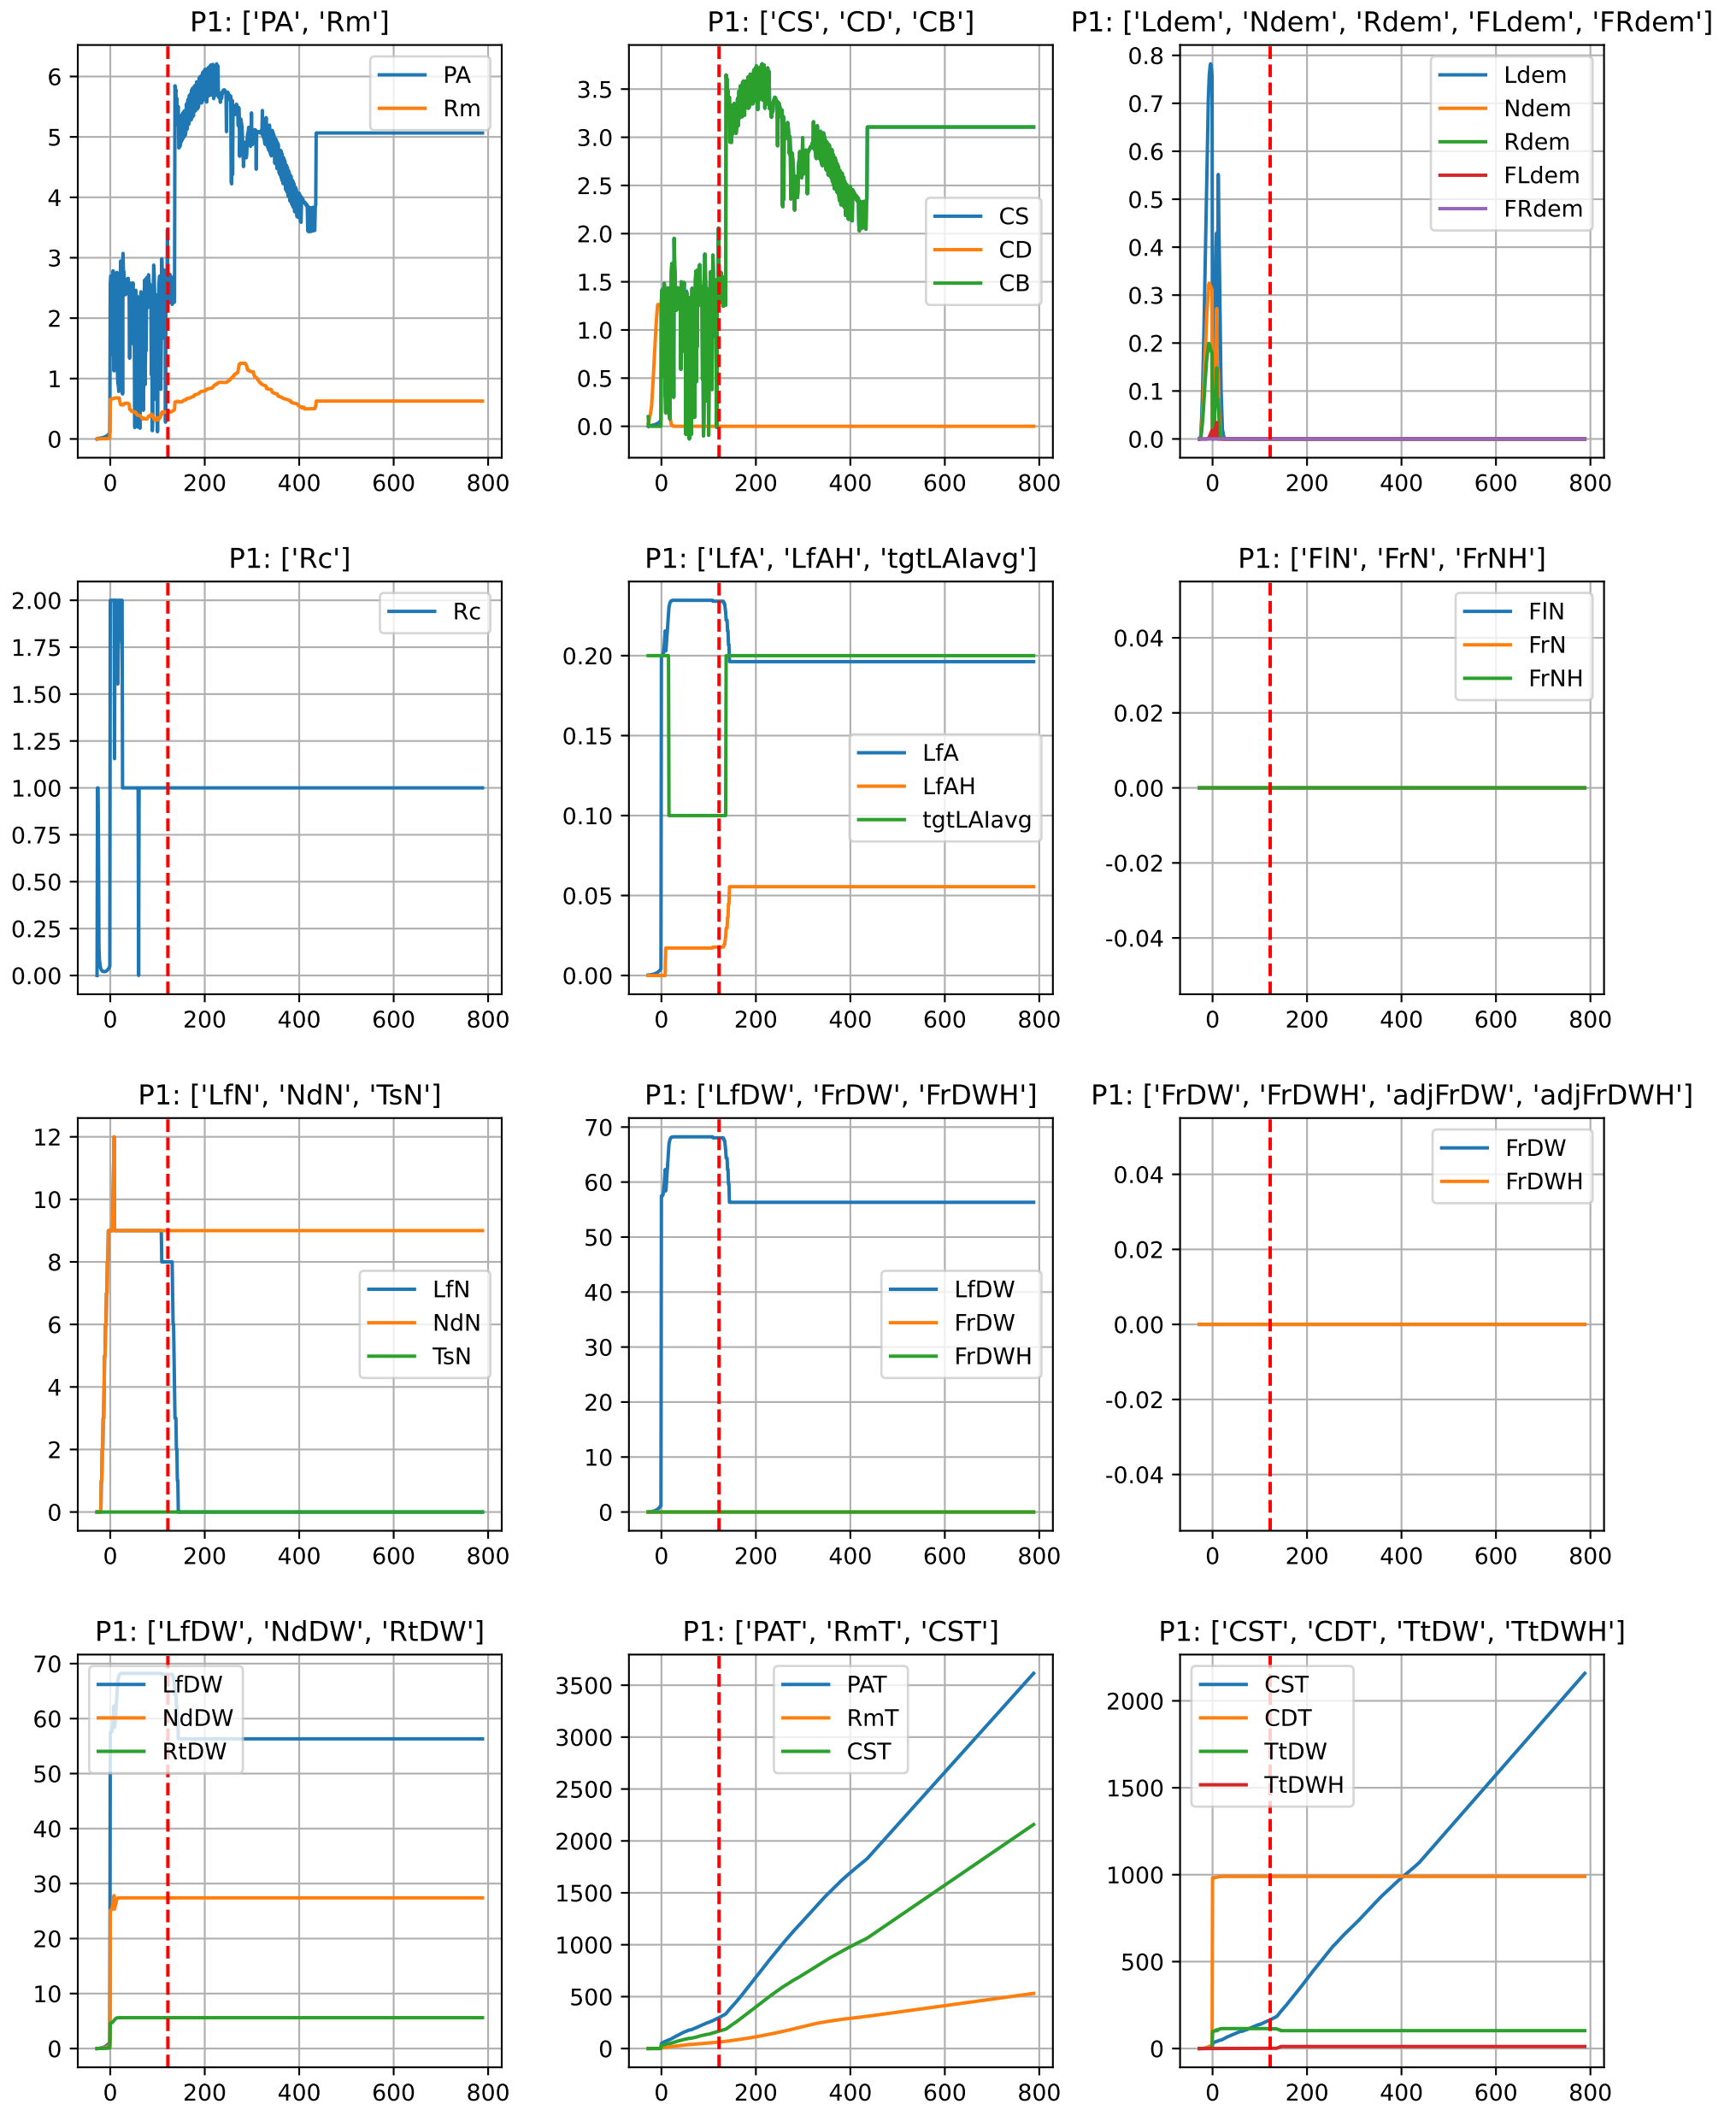 P1: ['PA', 'Rm']
P1: ['CS', 'CD', 'CB']
P1: ['Ldem', 'Ndem', 'Rdem', 'FLdem', 'FRdem']
6
5
4
3
2
1
0
PA
Rm
0 200 400 600 800
3.5
3.0
2.5
2.0
1.5
1.0
0.5
0.0
CS
CD
CB
0 200 400 600 800
0.8
0.7
0.6
0.5
0.4
0.3
0.2
0.1
0.0
Ldem
Ndem
Rdem
FLdem
FRdem
0 200 400 600 800
P1: ['Rc']
P1: ['LfA', 'LfAH', 'tgtLAIavg']
P1: ['FlN', 'FrN', 'FrNH']
2.00
1.75
1.50
1.25
1.00
0.75
0.50
0.25
0.00
Rc
0 200 400 600 800
0.20
0.15
0.10
0.05
0.00
LfA
LfAH
tgtLAIavg
0 200 400 600 800
0.04
0.02
0.00
-0.02
-0.04
FlN
FrN
FrNH
0 200 400 600 800
P1: ['LfN', 'NdN', 'TsN']
P1: ['LfDW', 'FrDW', 'FrDWH']
P1: ['FrDW', 'FrDWH', 'adjFrDW', 'adjFrDWH']
12
10
8
6
4
2
0
LfN
NdN
TsN
0 200 400 600 800
70
60
50
40
30
20
10
0
LfDW
FrDW
FrDWH
0 200 400 600 800
0.04
0.02
0.00
-0.02
-0.04
FrDW
FrDWH
0 200 400 600 800
P1: ['LfDW', 'NdDW', 'RtDW']
P1: ['PAT', 'RmT', 'CST']
P1: ['CST', 'CDT', 'TtDW', 'TtDWH']
70
60
50
40
30
20
10
0
LfDW
NdDW
RtDW
0 200 400 600 800
3500
3000
2500
2000
1500
1000
500
0
PAT
RmT
CST
0 200 400 600 800
2000
1500
1000
500
0
CST
CDT
TtDW
TtDWH
0 200 400 600 800